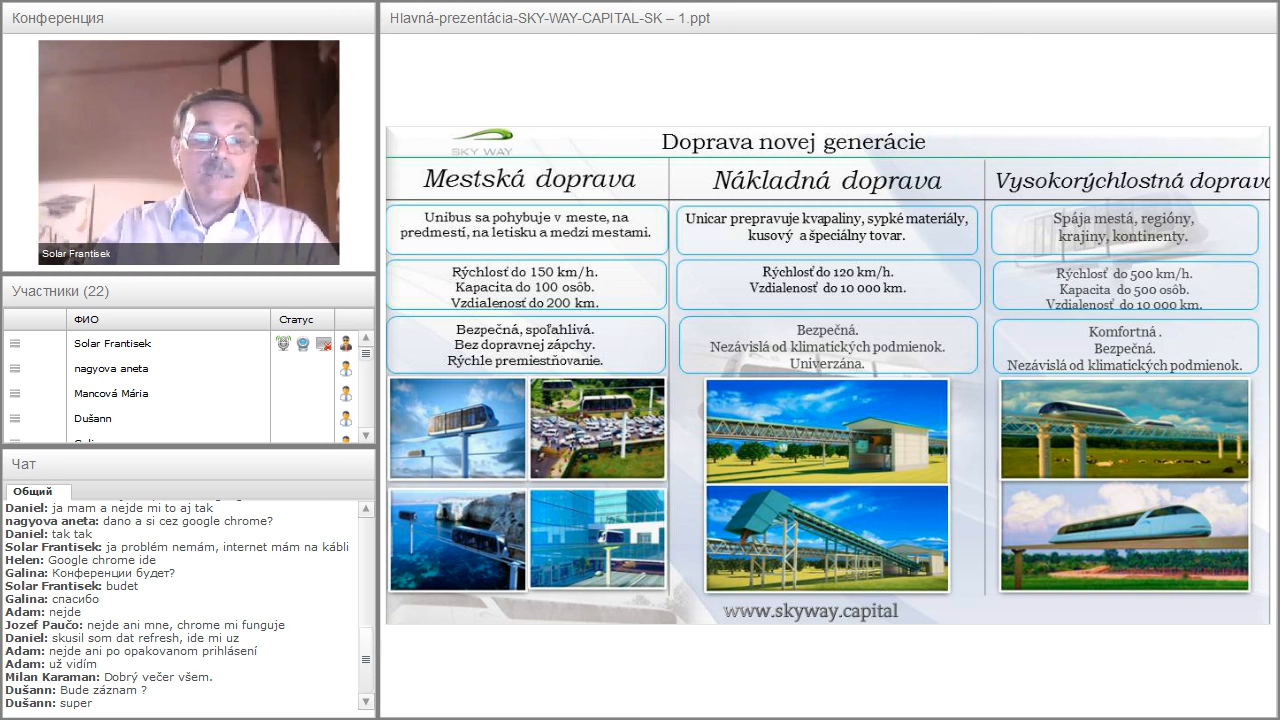 Конференция
Solar Frantisek
Участники (22)
ФИО
Статус
Solar Frantisek
nagyova aneta
Mancová Mária
Dušann
Чат
Общий
Daniel: ja mam a nejde mi to aj tak
nagyova aneta: dano a si cez google chrome?
Daniel: tak tak
Solar Frantisek: ja problém nemám, internet mám na kábli
Helen: Google chrome ide
Galina: Конференции будет?
Solar Frantisek: budet
Galina: спасибо
Adam: nejde
Jozef Paučo: nejde ani mne, chrome mi funguje
Daniel: skusil som dat refresh, ide mi uz
Adam: nejde ani po opakovanom prihlásení
Adam: už vidím
Milan Karaman: Dobrý večer všem.
Dušann: Bude záznam ?
Dušann: super
Hlavná-prezentácia-SKY-WAY-CAPITAL-SK – 1.ppt
SKY WAY
Doprava novej generácie
Mestská doprava
Unibus sa pohybuje v meste, na
predmestí, na letisku a medzi mestami.
Rýchlosť do 150 km/h.
Kapacita do 100 osôb.
Vzdialenosť do 200 km.
Bezpečná, spoľahlivá.
Bez dopravnej zápchy.
Rýchle premiestňovanie.
Nákladná doprava
Unicar prepravuje kvapaliny, sypké materiály,
kusový a špeciálny tovar.
Rýchlosť do 120 km/h.
Vzdialenosť do 10 000 km.
Bezpečná.
Nezávislá od klimatických podmienok.
Univerzána.
Vysokorýchlostná doprava
Spája mestá, regióny,
krajiny, kontinenty.
Rýchlosť do 500 km/h.
Kapacita do 500 osôb.
Vzdialenosť do 10 000 km.
Komfortná .
Bezpečná.
Nezávislá od klimatických podmienok.
www.skyway.capital